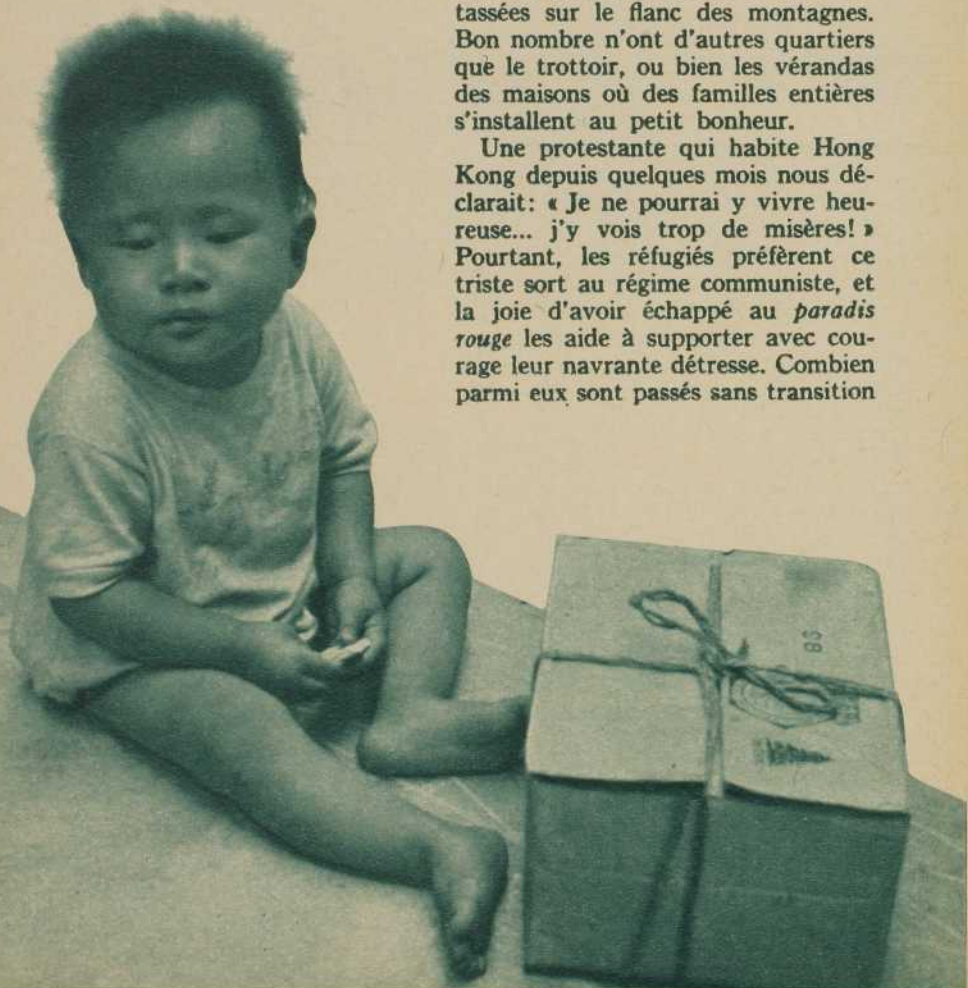 tassées sur le flanc des montagnes.
Bon nombre n'ont d'autres quartiers
que le trottoir, ou bien les vérandas
des maisons où des familles entières
s'installent au petit bonheur.
Une protestante qui habite Hong
Kong depuis quelques mois nous dé-
clarait: « Je ne pourrai y vivre heu-
reuse... j'y vois trop de misères! »
Pourtant, les réfugiés préfèrent ce
triste sort au régime communiste, et
la joie d'avoir échappé au paradis
rouge les aide à supporter avec cou-
rage leur navrante détresse. Combien
parmi eux sont passés sans transition